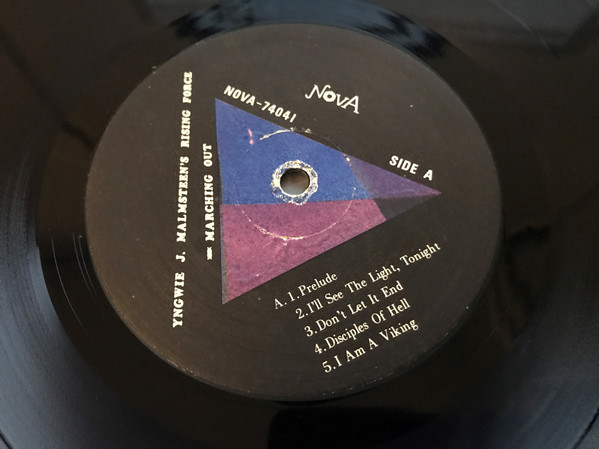 NOVA
NOVA-74041
SIDE A
YNGWIE J. MALMSTEEN'S RISING FORCE
MARCHING OUT
A. 1. Prelude
2. I'll See The Light, Tonight
3. Don't Let It End
4. Disciples Of Hell
5. I Am A Viking